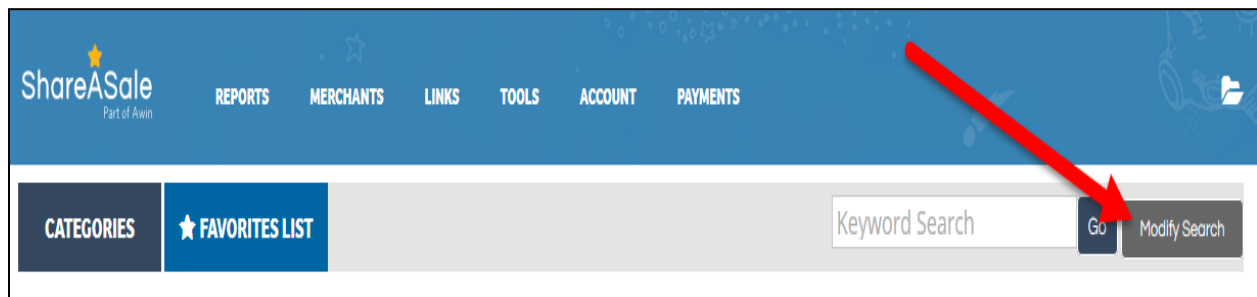 ShareASale
Part of Awin
REPORTS MERCHANTS LINKS TOOLS ACCOUNT PAYMENTS
CATEGORIES FAVORITES LIST Keyword Search Go Modify Search